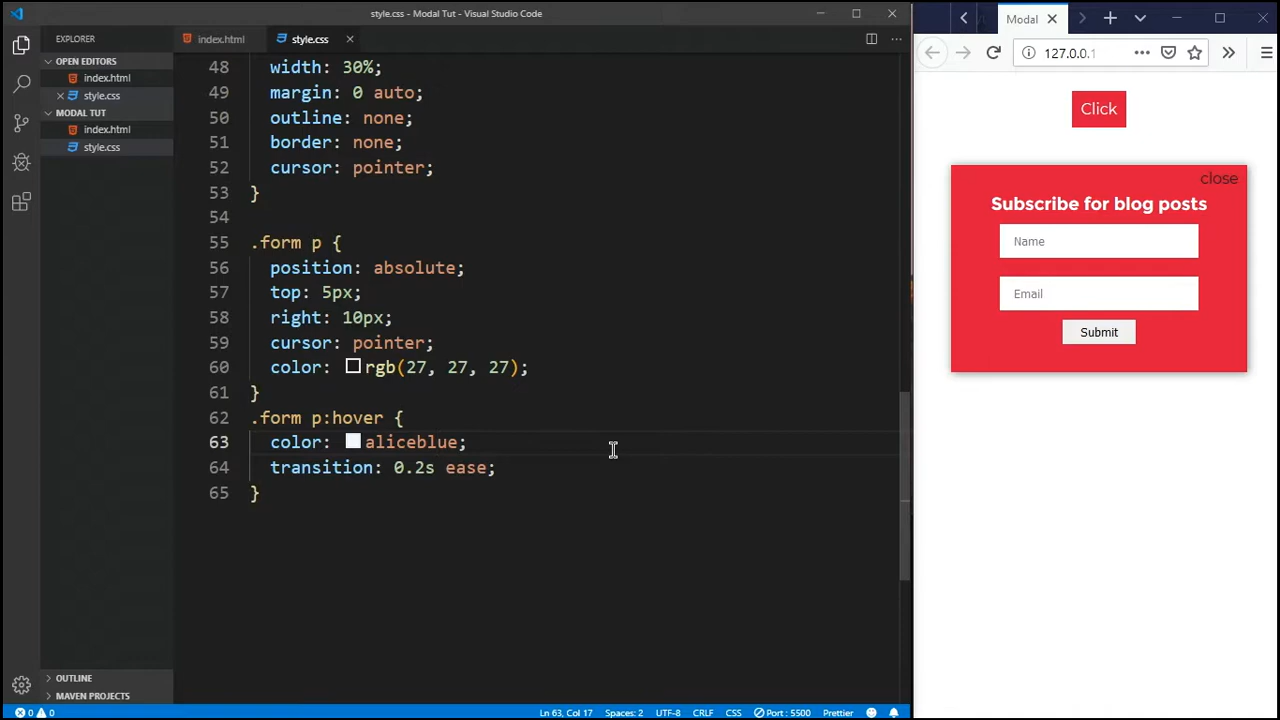 style.css - Modal Tut - Visual Studio Code
EXPLORER
OPEN EDITORS
index.html
style.css
MODAL TUT
index.html
style.css
OUTLINE
MAVEN PROJECTS
index.html
style.css
48 width: 30%;
49 margin: 0 auto;
50 outline: none;
51 border: none;
52 cursor: pointer;
53 }
54
55 .form p {
56 position: absolute;
57 top: 5px;
58 right: 10px;
59 cursor: pointer;
60 color: rgb(27, 27, 27);
61 }
62 .form p:hover {
63 color: aliceblue;
64 transition: 0.2s ease;
65 }
0 0
Ln 63, Col 17 Spaces: 2 UTF-8 CRLF CSS Port : 5500 Prettier
Modal
127.0.0.1
Click
close
Subscribe for blog posts
Name
Email
Submit